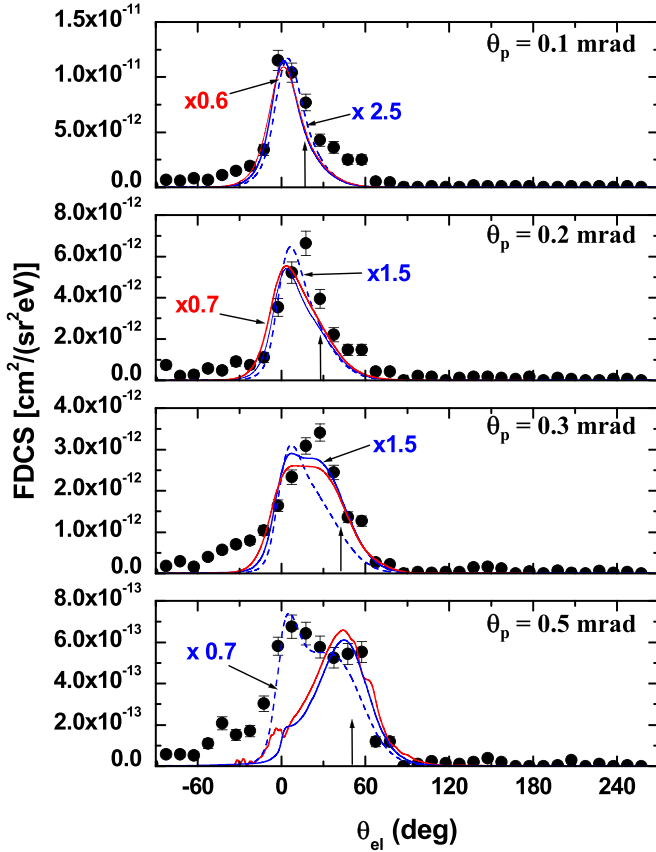 1.5x10⁻¹¹
θp = 0.1 mrad
1.0x10⁻¹¹
x0.6
x 2.5
5.0x10⁻¹²
0.0
8.0x10⁻¹²
θp = 0.2 mrad
6.0x10⁻¹²
x1.5
4.0x10⁻¹²
x0.7
2.0x10⁻¹²
0.0
FDCS [cm²/(sr²eV)]
4.0x10⁻¹²
θp = 0.3 mrad
3.0x10⁻¹²
x1.5
2.0x10⁻¹²
1.0x10⁻¹²
0.0
8.0x10⁻¹³
θp = 0.5 mrad
6.0x10⁻¹³
x 0.7
4.0x10⁻¹³
2.0x10⁻¹³
0.0
-60 0 60 120 180 240
θel (deg)